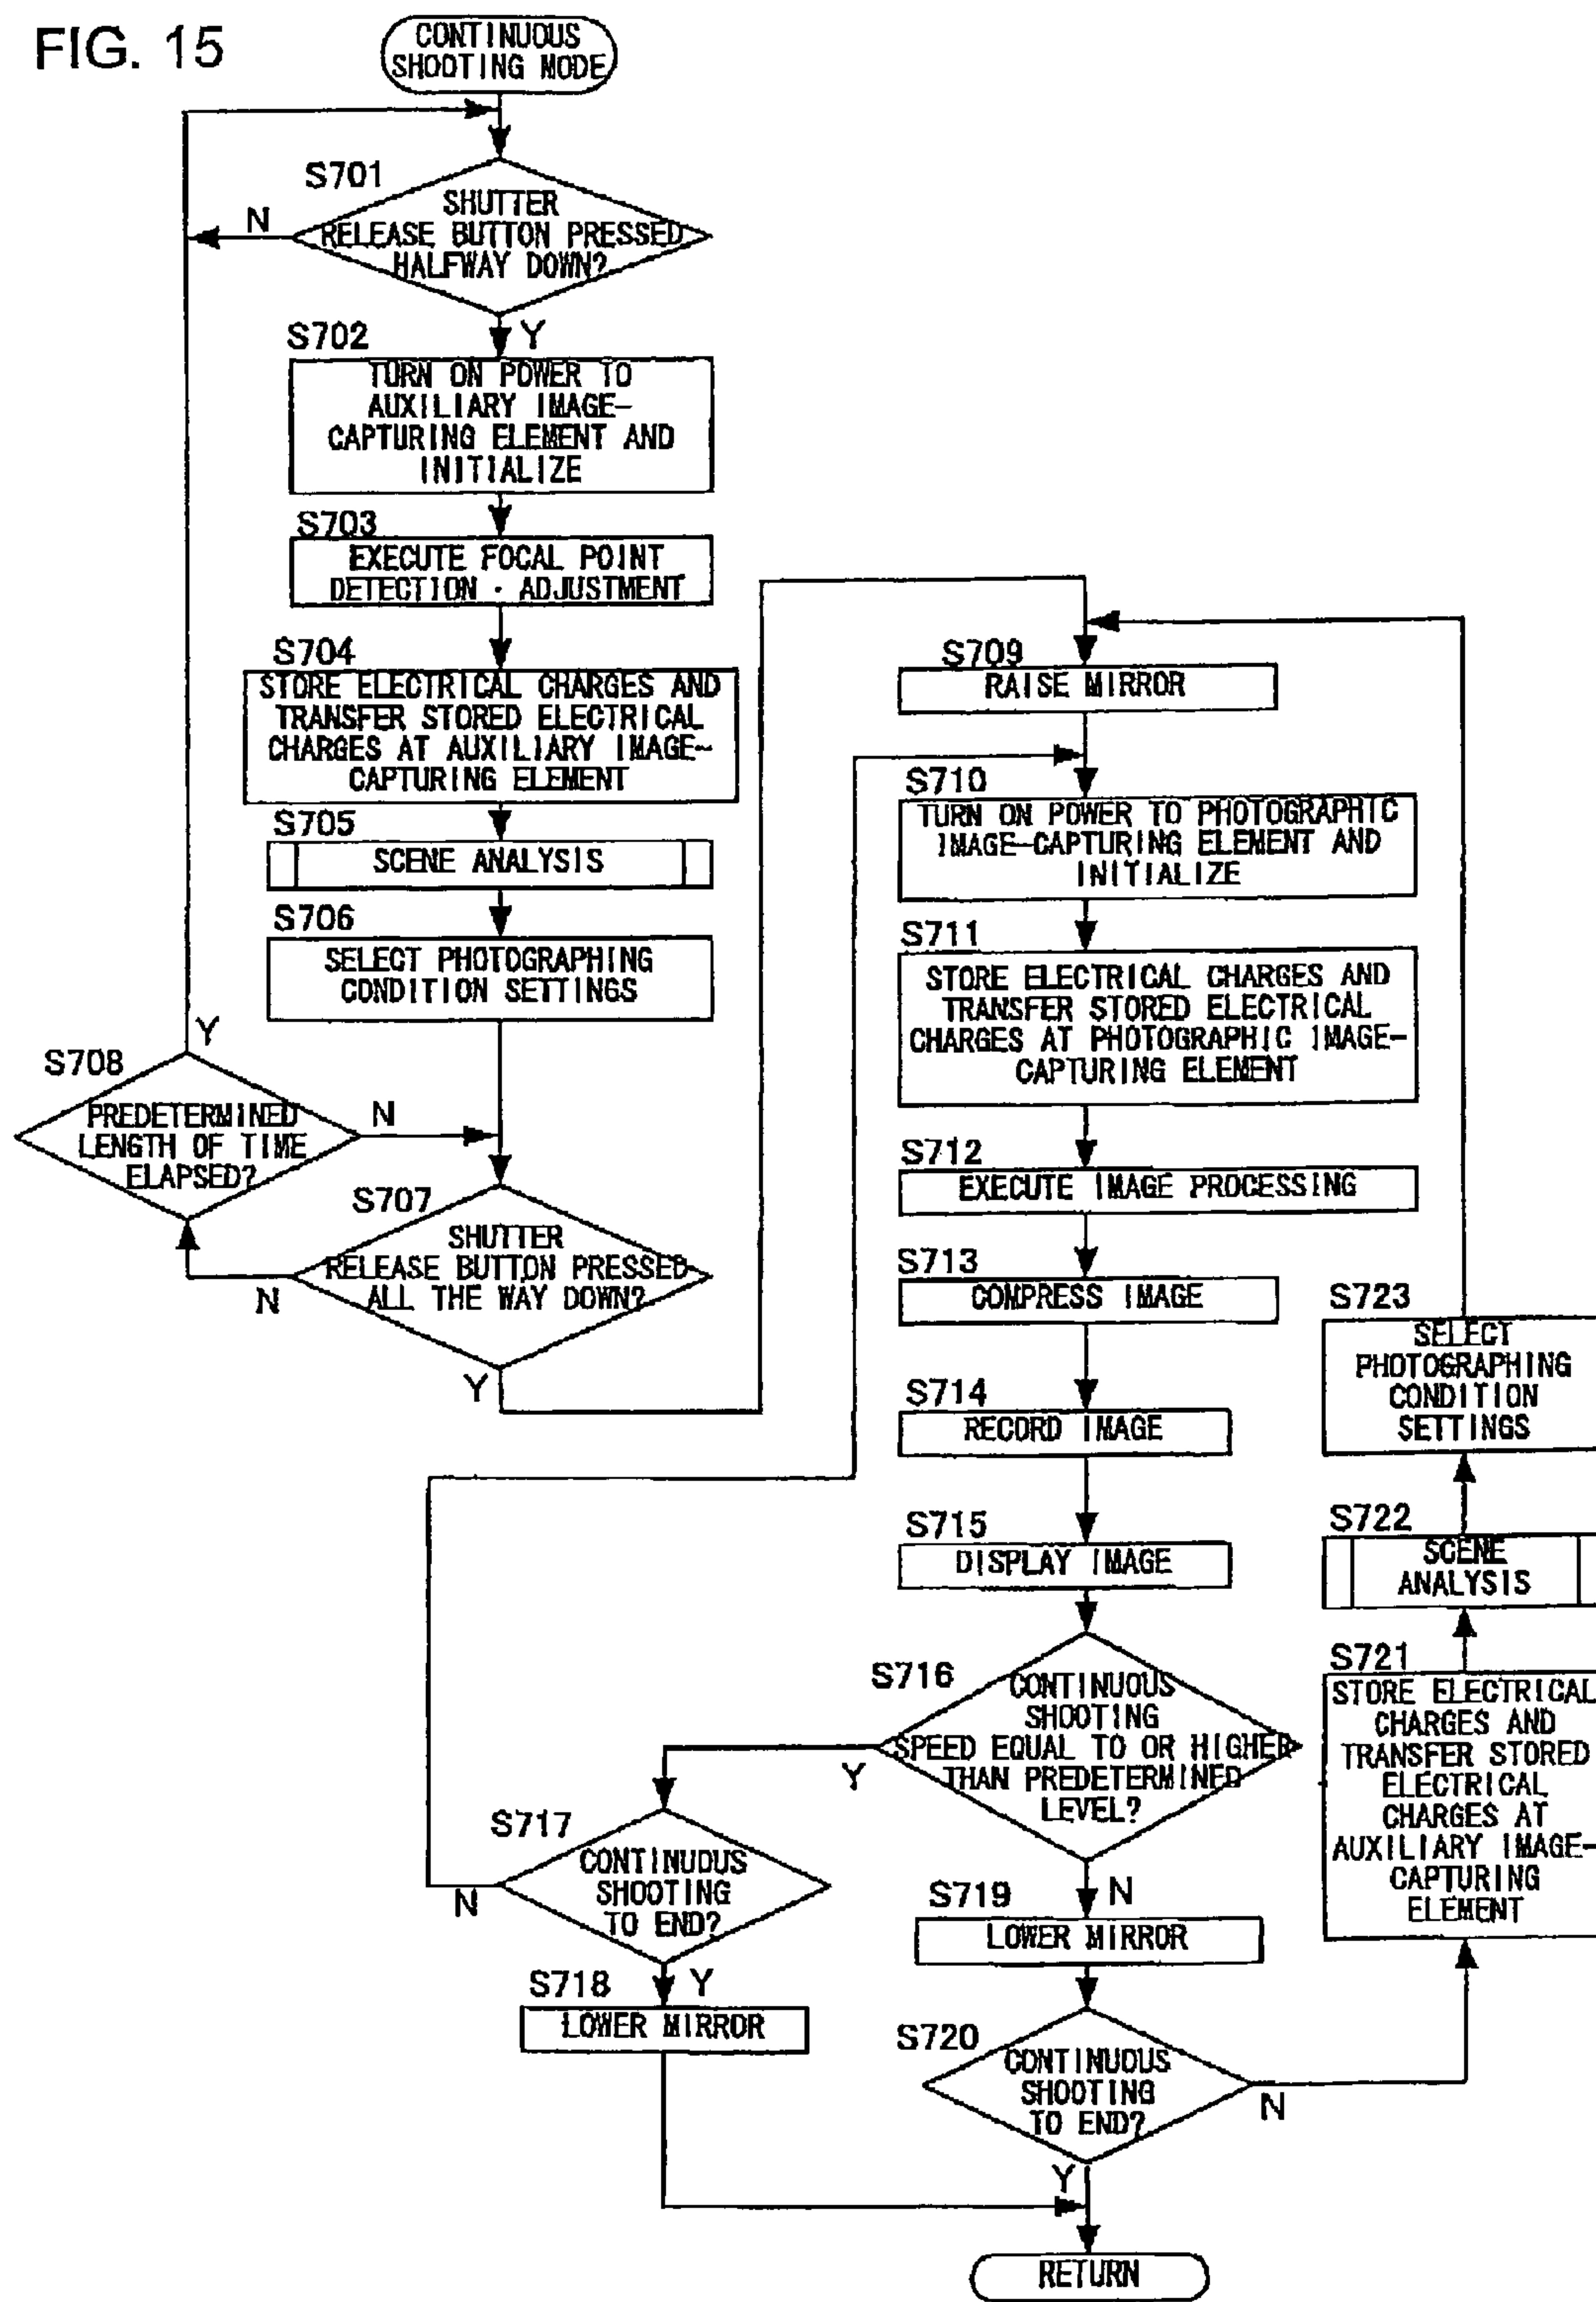 FIG. 15
CONTINUOUS
SHOOTING MODE
S701
SHUTTER
RELEASE BUTTON PRESSED
HALFWAY DOWN?
N
Y
S702
TURN ON POWER TO
AUXILIARY IMAGE-
CAPTURING ELEMENT AND
INITIALIZE
S703
EXECUTE FOCAL POINT
DETECTION · ADJUSTMENT
S704
STORE ELECTRICAL CHARGES AND
TRANSFER STORED ELECTRICAL
CHARGES AT AUXILIARY IMAGE-
CAPTURING ELEMENT
S705
SCENE ANALYSIS
S706
SELECT PHOTOGRAPHING
CONDITION SETTINGS
Y
S708
PREDETERMINED
LENGTH OF TIME
ELAPSED?
N
S707
SHUTTER
RELEASE BUTTON PRESSED
ALL THE WAY DOWN?
N
Y
S709
RAISE MIRROR
S710
TURN ON POWER TO PHOTOGRAPHIC
IMAGE-CAPTURING ELEMENT AND
INITIALIZE
S711
STORE ELECTRICAL CHARGES AND
TRANSFER STORED ELECTRICAL
CHARGES AT PHOTOGRAPHIC IMAGE-
CAPTURING ELEMENT
S712
EXECUTE IMAGE PROCESSING
S713
COMPRESS IMAGE
S714
RECORD IMAGE
S715
DISPLAY IMAGE
S716
CONTINUOUS
SHOOTING
SPEED EQUAL TO OR HIGHER
THAN PREDETERMINED
LEVEL?
Y
N
S717
CONTINUOUS
SHOOTING
TO END?
N
Y
S718
LOWER MIRROR
S719
LOWER MIRROR
S720
CONTINUOUS
SHOOTING
TO END?
N
Y
S723
SELECT
PHOTOGRAPHING
CONDITION
SETTINGS
S722
SCENE
ANALYSIS
S721
STORE ELECTRICAL
CHARGES AND
TRANSFER STORED
ELECTRICAL
CHARGES AT
AUXILIARY IMAGE-
CAPTURING
ELEMENT
RETURN